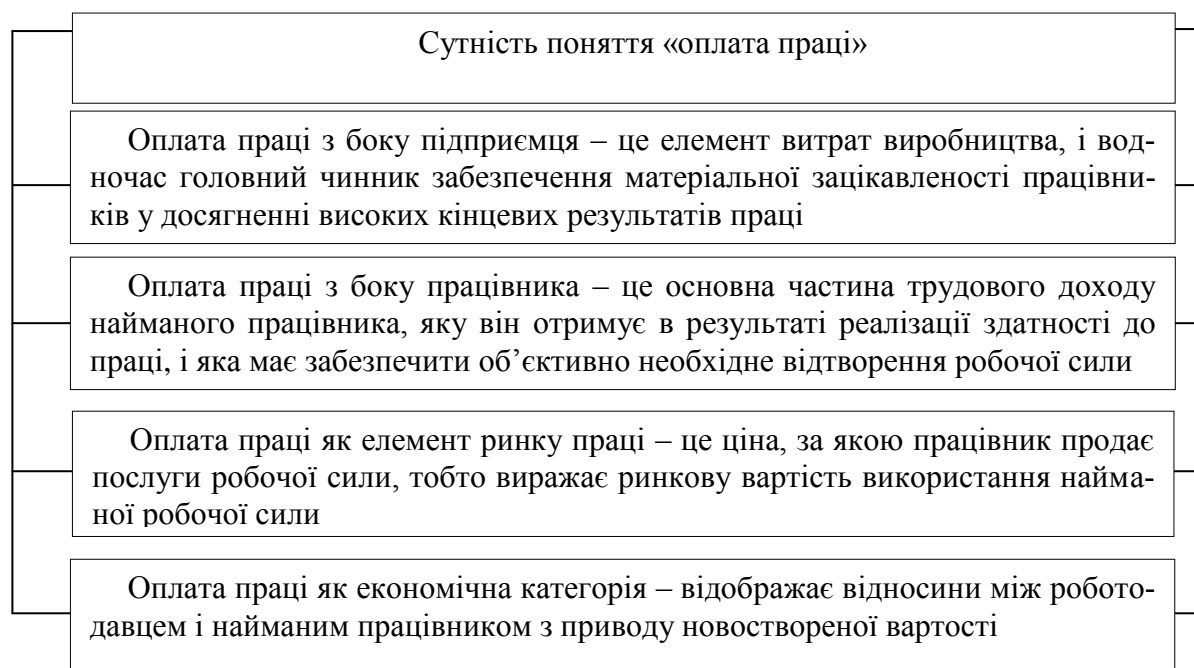 Сутність поняття «оплата праці»
Оплата праці з боку підприємця – це елемент витрат виробництва, і вод-
ночас головний чинник забезпечення матеріальної зацікавленості працівни-
ків у досягненні високих кінцевих результатів праці
Оплата праці з боку працівника – це основна частина трудового доходу
найманого працівника, яку він отримує в результаті реалізації здатності до
праці, і яка має забезпечити об’єктивно необхідне відтворення робочої сили
Оплата праці як елемент ринку праці – це ціна, за якою працівник продає
послуги робочої сили, тобто виражає ринкову вартість використання найма-
ної робочої сили
Оплата праці як економічна категорія – відображає відносини між робото-
давцем і найманим працівником з приводу новоствореної вартості